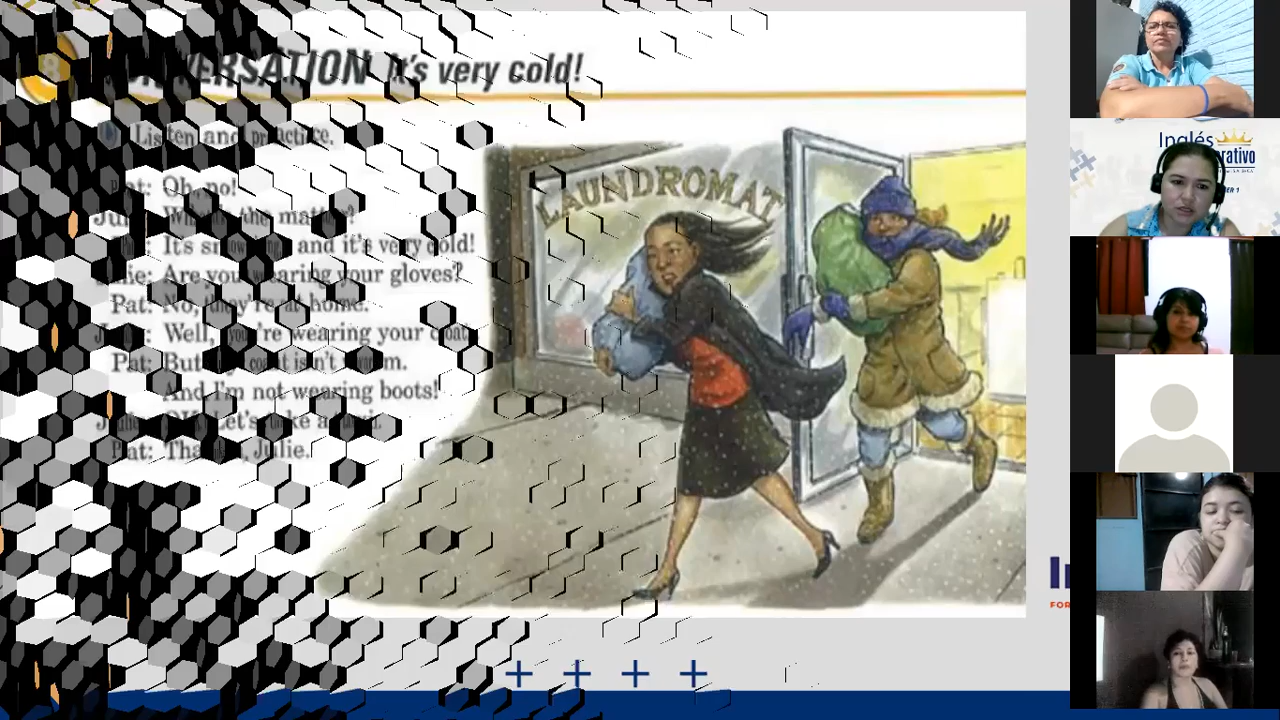 8 CONVERSATION It's very cold!
Listen and practice.
Pat: Oh, no!
Julie: What's the matter?
Pat: It's snowing and it's very cold!
Julie: Are you wearing your gloves?
Pat: No, they're at home.
Julie: Well, you're wearing your coat.
Pat: But my coat isn't warm.
And I'm not wearing boots!
Julie: OK. Let's take a taxi.
Pat: Thanks, Julie.
LAUNDROMAT
Inglés